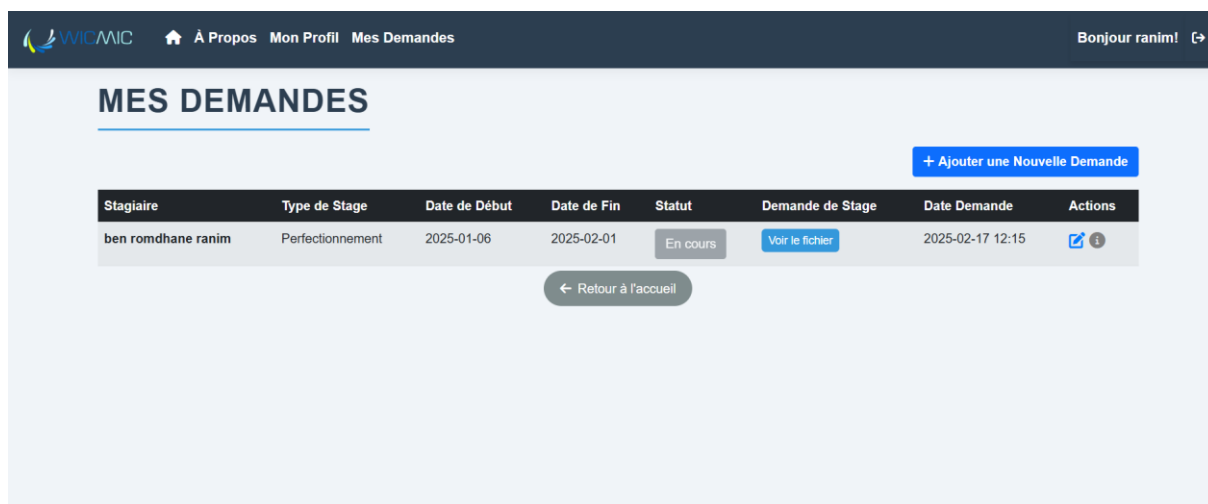 WICMIC À Propos Mon Profil Mes Demandes Bonjour ranim!
MES DEMANDES
+ Ajouter une Nouvelle Demande
Stagiaire Type de Stage Date de Début Date de Fin Statut Demande de Stage Date Demande Actions
ben romdhane ranim Perfectionnement 2025-01-06 2025-02-01 En cours Voir le fichier 2025-02-17 12:15
← Retour à l'accueil